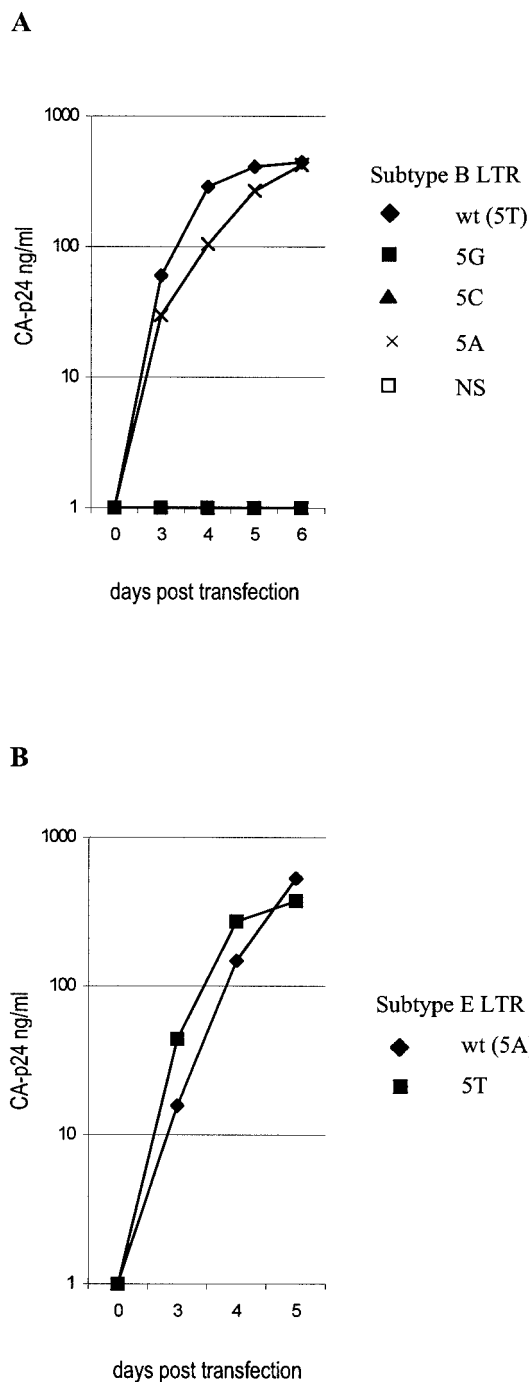 A
1000
100
10
1
CA-p24 ng/ml
0 3 4 5 6
days post transfection
Subtype B LTR
wt (5T)
5G
5C
5A
NS
B
1000
100
10
1
CA-p24 ng/ml
0 3 4 5
days post transfection
Subtype E LTR
wt (5A
5T